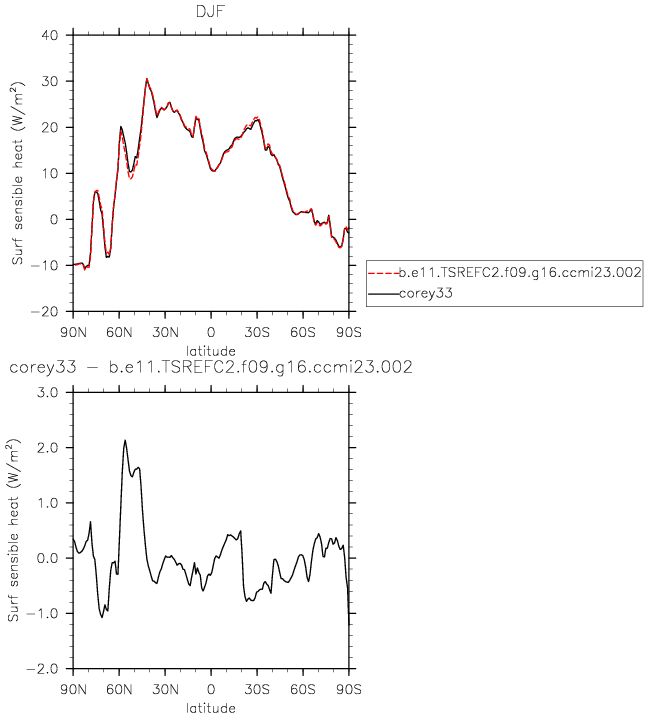 DJF
40
30
20
10
0
−10
−20
Surf sensible heat (W/m²)
90N 60N 30N 0 30S 60S 90S
latitude
b.e11.TSREFC2.f09.g16.ccmi23.002
corey33
corey33 − b.e11.TSREFC2.f09.g16.ccmi23.002
3.0
2.0
1.0
0.0
−1.0
−2.0
Surf sensible heat (W/m²)
90N 60N 30N 0 30S 60S 90S
latitude